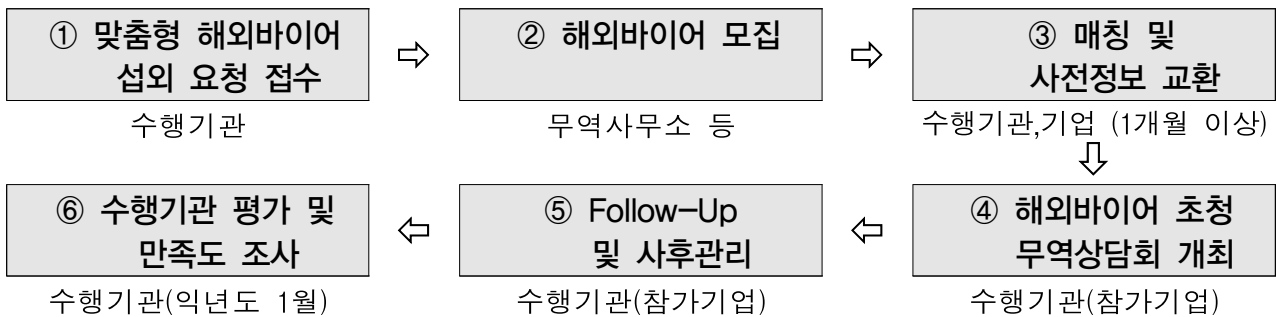 ① 맞춤형 해외바이어
섭외 요청 접수
수행기관
⇨
② 해외바이어 모집
무역사무소 등
⇨
③ 매칭 및
사전정보 교환
수행기관,기업 (1개월 이상)
⇩
④ 해외바이어 초청
무역상담회 개최
수행기관(참가기업)
⇦
⑤ Follow-Up
및 사후관리
수행기관(참가기업)
⇦
⑥ 수행기관 평가 및
만족도 조사
수행기관(익년도 1월)